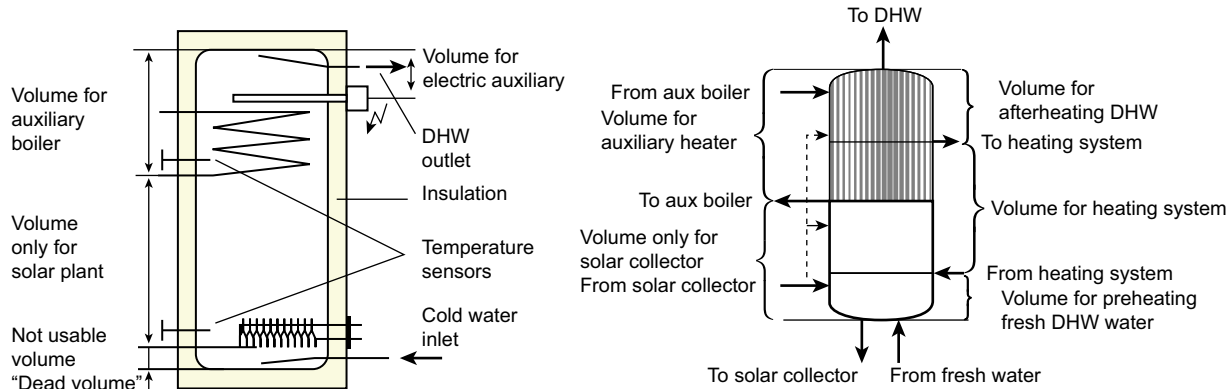 Volume for
auxiliary
boiler
Volume
only for
solar plant
Not usable
volume
“Dead volume”
Volume for
electric auxiliary
DHW
outlet
Insulation
Temperature
sensors
Cold water
inlet
To DHW
From aux boiler
Volume for
auxiliary heater
To aux boiler
Volume only for
solar collector
From solar collector
To solar collector
From fresh water
Volume for
afterheating DHW
To heating system
Volume for heating system
From heating system
Volume for preheating
fresh DHW water